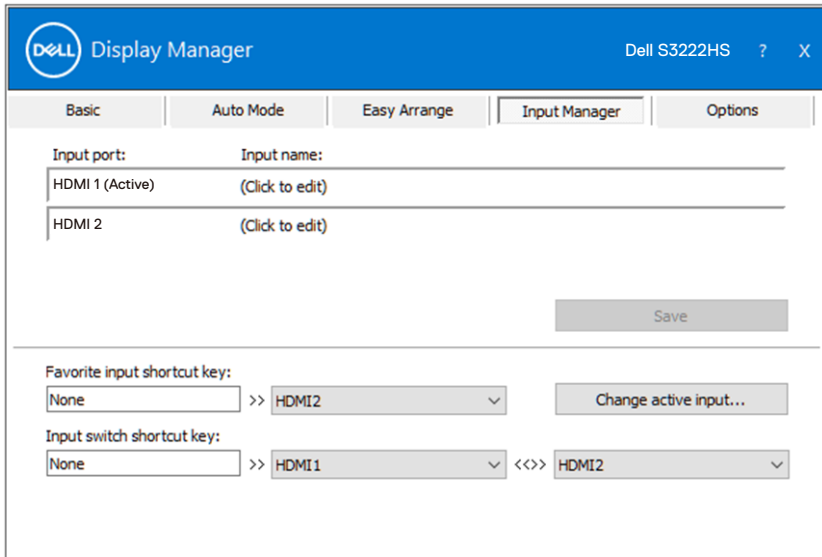 DELL Display Manager Dell S3222HS ? X
Basic Auto Mode Easy Arrange Input Manager Options
Input port: Input name:
HDMI 1 (Active) (Click to edit)
HDMI 2 (Click to edit)
Save
Favorite input shortcut key:
None >> HDMI2 Change active input...
Input switch shortcut key:
None >> HDMI1 <<>> HDMI2